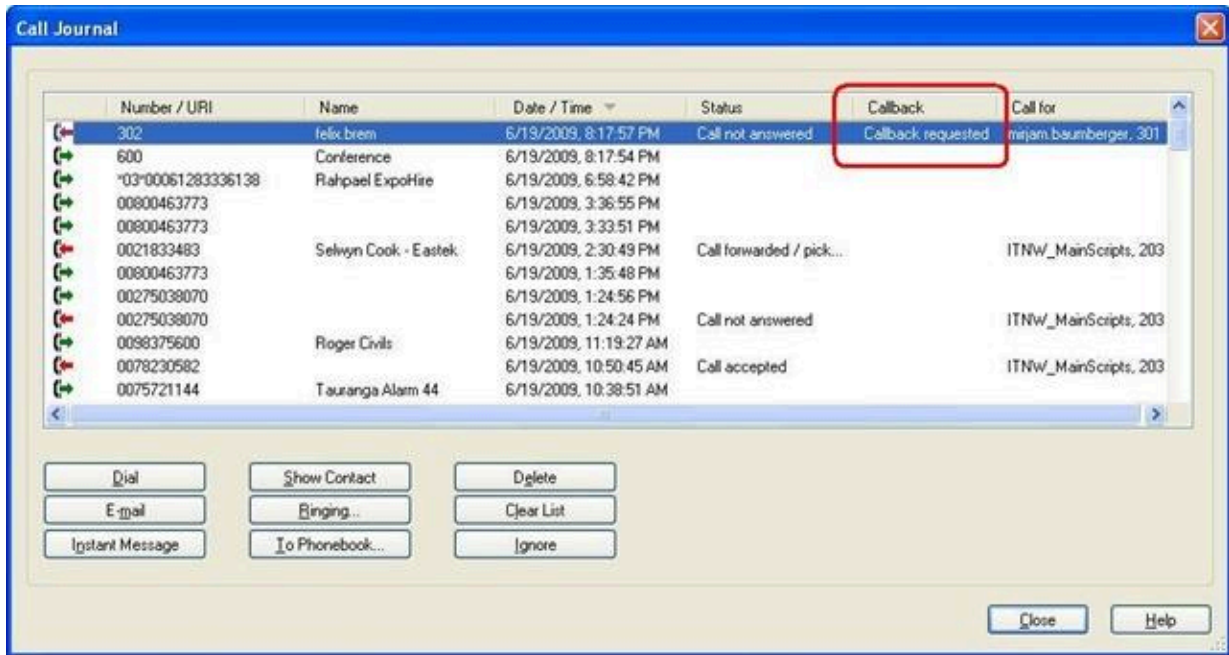 Call Journal
Number / URI Name Date / Time Status Callback Call for
302 felix.brem 6/19/2009, 8:17:57 PM Call not answered Callback requested mirjam.baumberger, 301
600 Conference 6/19/2009, 8:17:54 PM
*03*00061283336138 Rahpael ExpoHire 6/19/2009, 6:58:42 PM
00800463773 6/19/2009, 3:36:55 PM
00800463773 6/19/2009, 3:33:51 PM
0021833483 Selwyn Cook - Eastek 6/19/2009, 2:30:49 PM Call forwarded / pick... ITNW_MainScripts, 203
00800463773 6/19/2009, 1:35:48 PM
00275038070 6/19/2009, 1:24:56 PM
00275038070 6/19/2009, 1:24:24 PM Call not answered ITNW_MainScripts, 203
0098375600 Roger Civils 6/19/2009, 11:19:27 AM
0078230582 6/19/2009, 10:50:45 AM Call accepted ITNW_MainScripts, 203
0075721144 Tauranga Alarm 44 6/19/2009, 10:38:51 AM
Dial Show Contact Delete
E-mail Ringing... Clear List
Instant Message To Phonebook... Ignore
Close Help